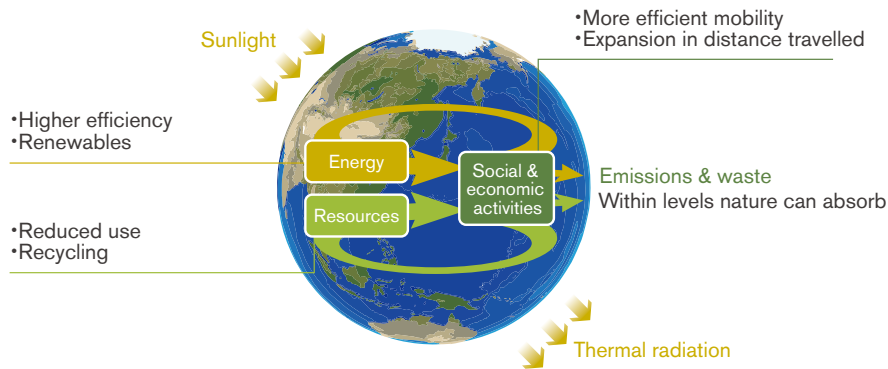 •More efficient mobility
•Expansion in distance travelled
Sunlight
•Higher efficiency
•Renewables
Energy
Social &
economic
activities
Emissions & waste
Within levels nature can absorb
Resources
•Reduced use
•Recycling
Thermal radiation